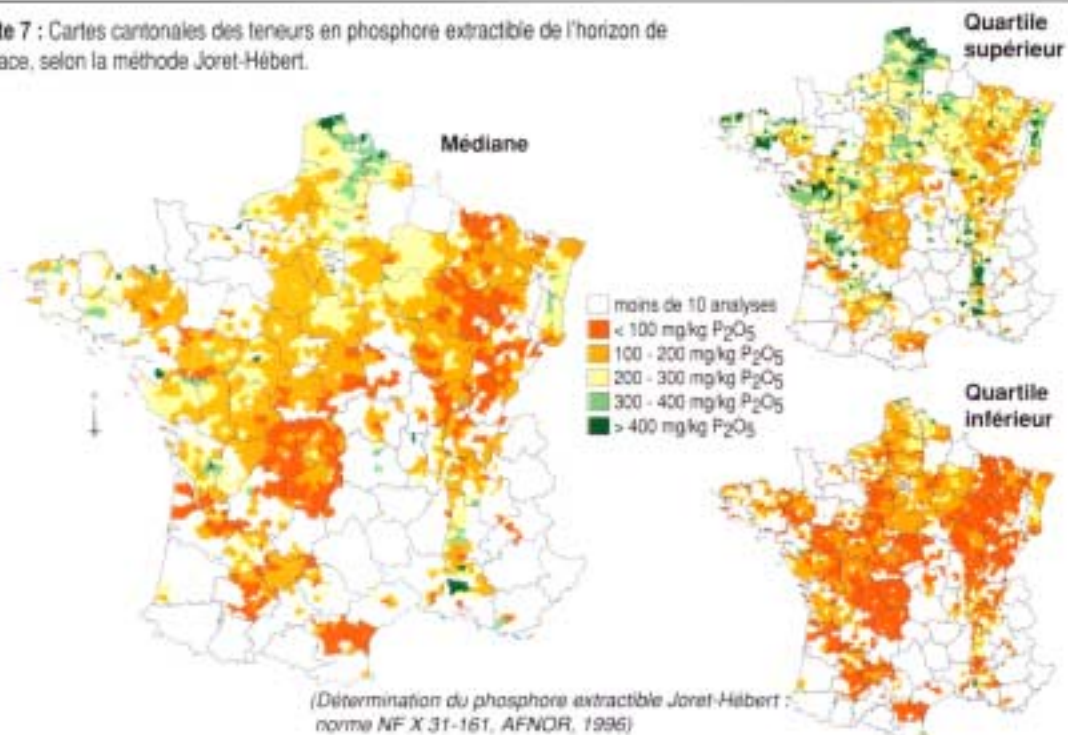 te 7 : Cartes cantonales des teneurs en phosphore extractible de l'horizon de
ace, selon la méthode Joret-Hébert.
Quartile
supérieur
Médiane
moins de 10 analyses
< 100 mg/kg P2O5
100 - 200 mg/kg P2O5
200 - 300 mg/kg P2O5
300 - 400 mg/kg P2O5
> 400 mg/kg P2O5
Quartile
inférieur
(Détermination du phosphore extractible Joret-Hébert :
norme NF X 31-161, AFNOR, 1996)